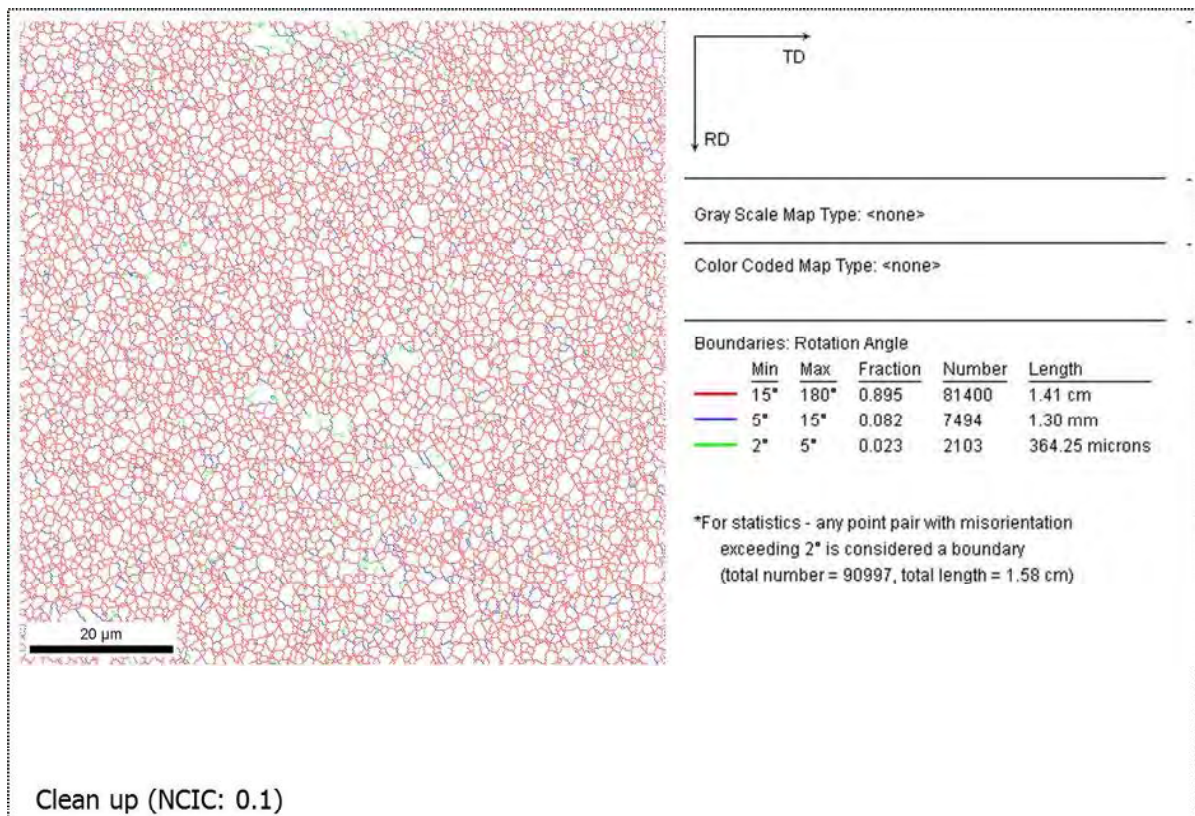 TD
RD
Gray Scale Map Type: <none>
Color Coded Map Type: <none>
Boundaries: Rotation Angle
Min Max Fraction Number Length
15° 180° 0.895 81400 1.41 cm
5° 15° 0.082 7494 1.30 mm
2° 5° 0.023 2103 364.25 microns
*For statistics - any point pair with misorientation
exceeding 2° is considered a boundary
(total number = 90997, total length = 1.58 cm)
20 µm
Clean up (NCIC: 0.1)